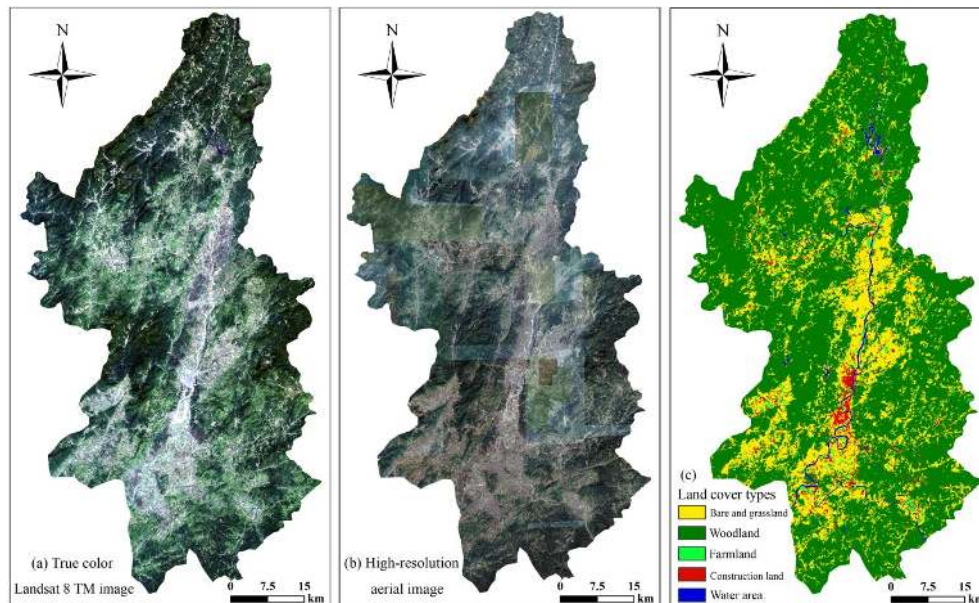 N
(a) True color
Landsat 8 TM image
0 7.5 15
km
N
(b) High-resolution
aerial image
0 7.5 15
km
N
(c)
Land cover types
Bare and grassland
Woodland
Farmland
Construction land
Water area
0 7.5 15
km